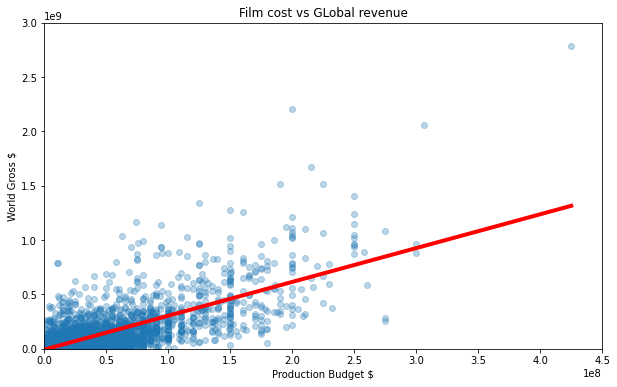 Film cost vs GLobal revenue
1e9
World Gross $
3.0
2.5
2.0
1.5
1.0
0.5
0.0
0.0 0.5 1.0 1.5 2.0 2.5 3.0 3.5 4.0 4.5
Production Budget $
1e8